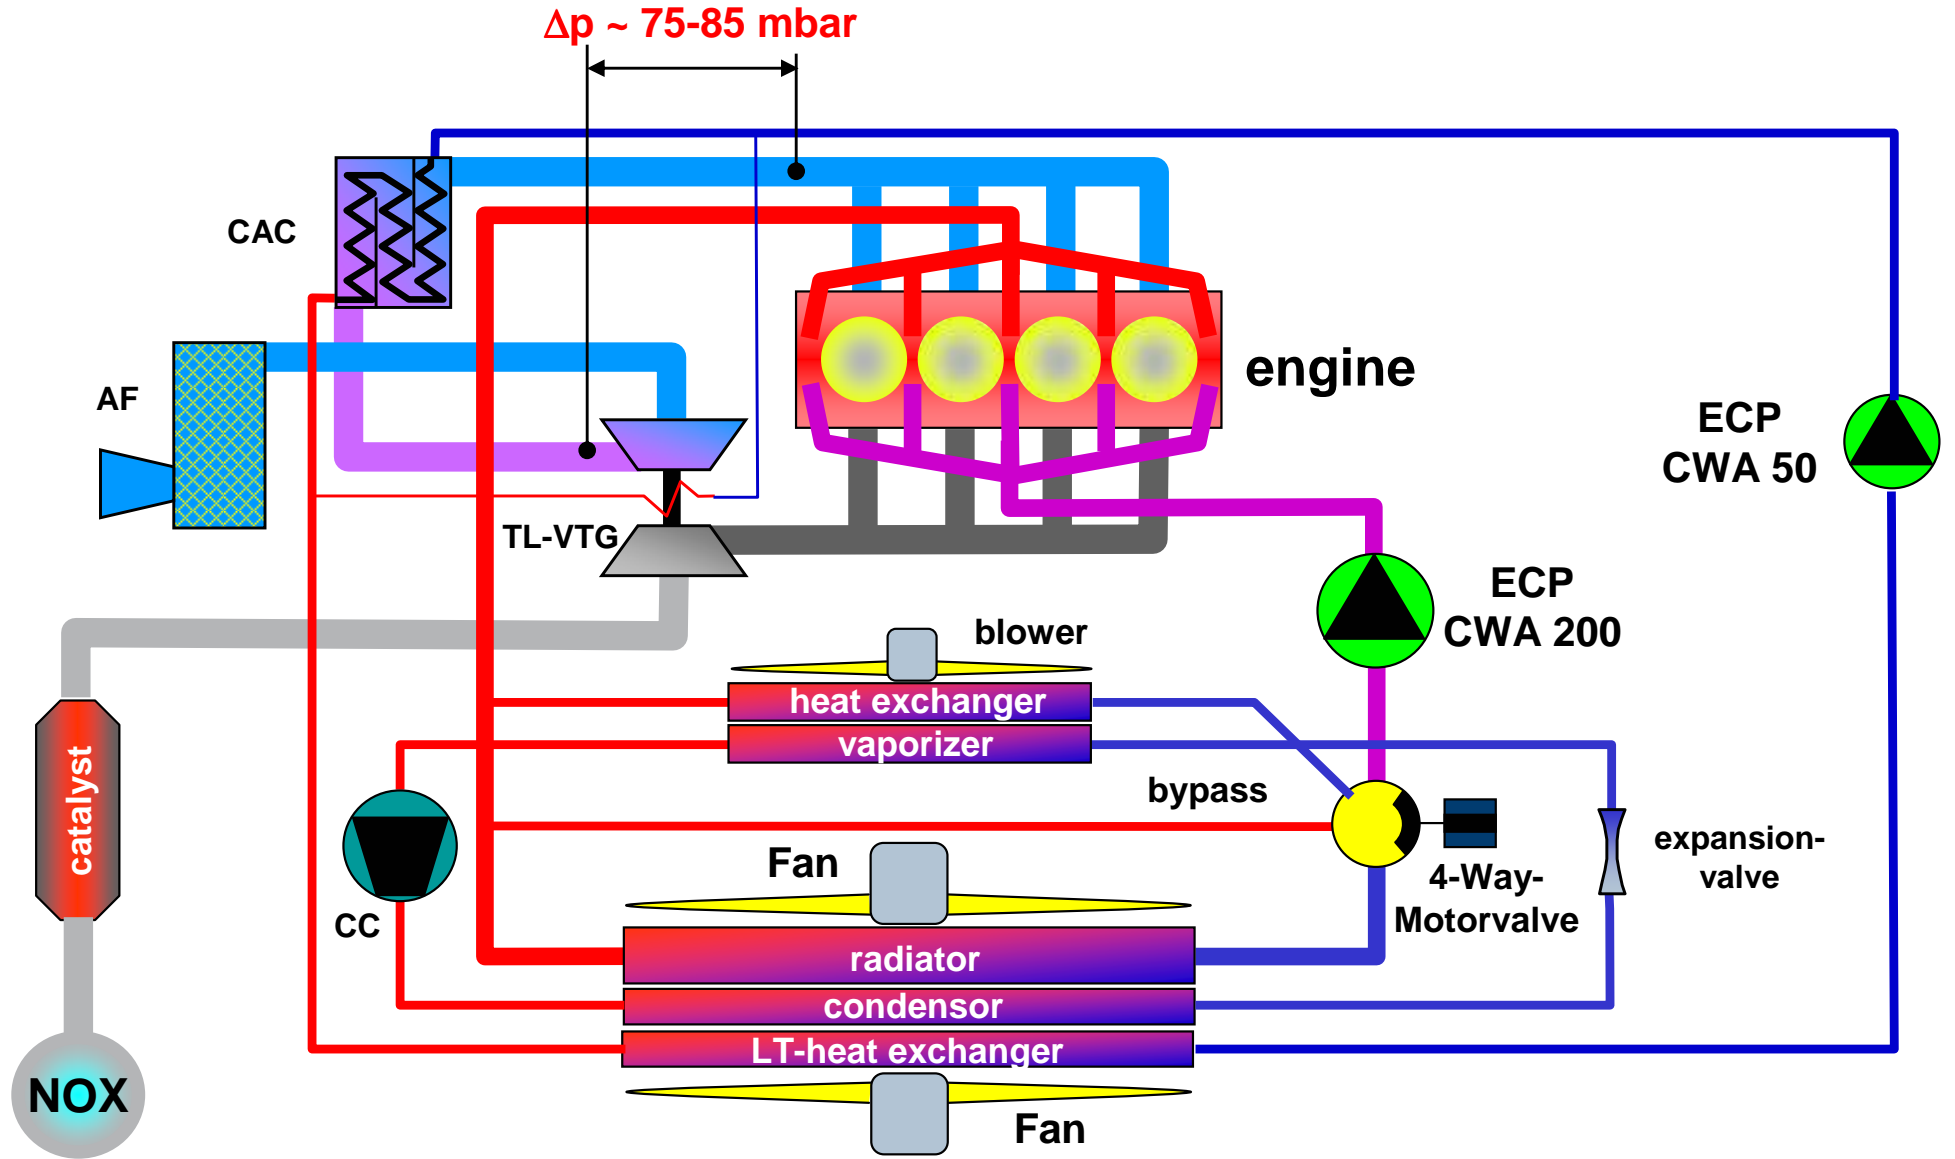 Δp ~ 75-85 mbar
CAC
AF
engine
ECP
CWA 50
TL-VTG
ECP
CWA 200
blower
heat exchanger
vaporizer
catalyst
bypass
expansion-
valve
Fan
4-Way-
Motorvalve
CC
radiator
condensor
LT-heat exchanger
NOX
Fan